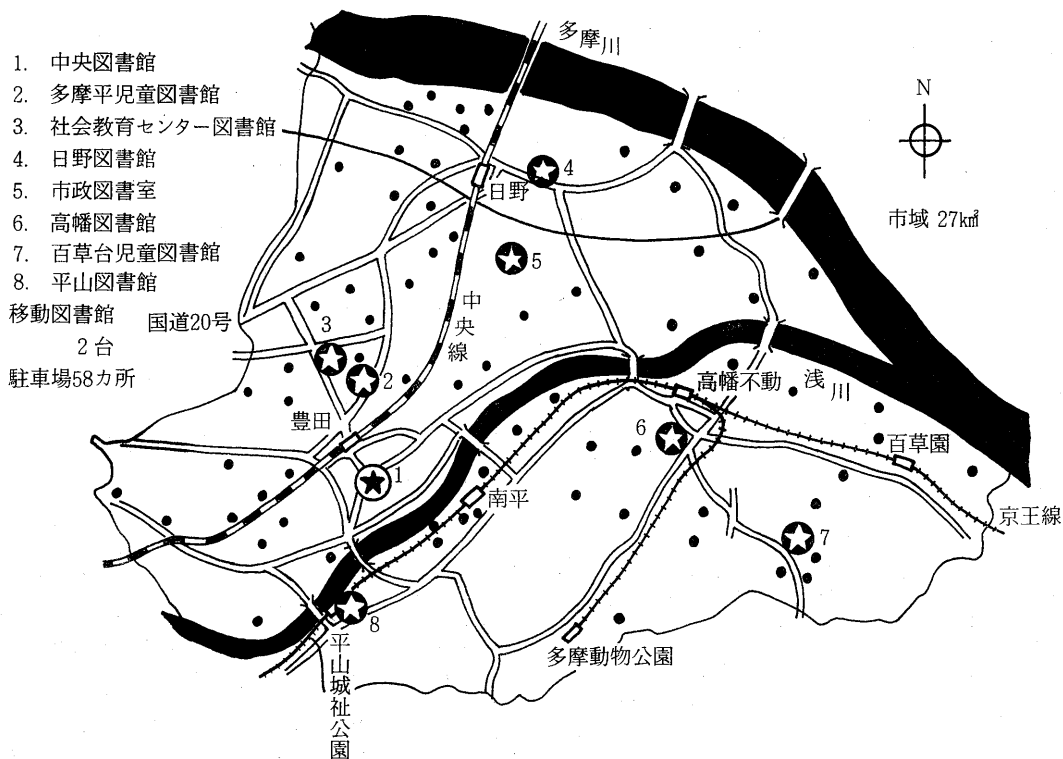 1. 中央図書館
2. 多摩平児童図書館
3. 社会教育センター図書館
4. 日野図書館
5. 市政図書室
6. 高幡図書館
7. 百草台児童図書館
8. 平山図書館
移動図書館
2台
駐車場58カ所
多摩川
N
市域 27k㎡
日野
4
5
中央線
国道20号
3
2
豊田
1
高幡不動
浅川
6
百草園
南平
京王線
7
8
多摩動物公園
平山城祉公園